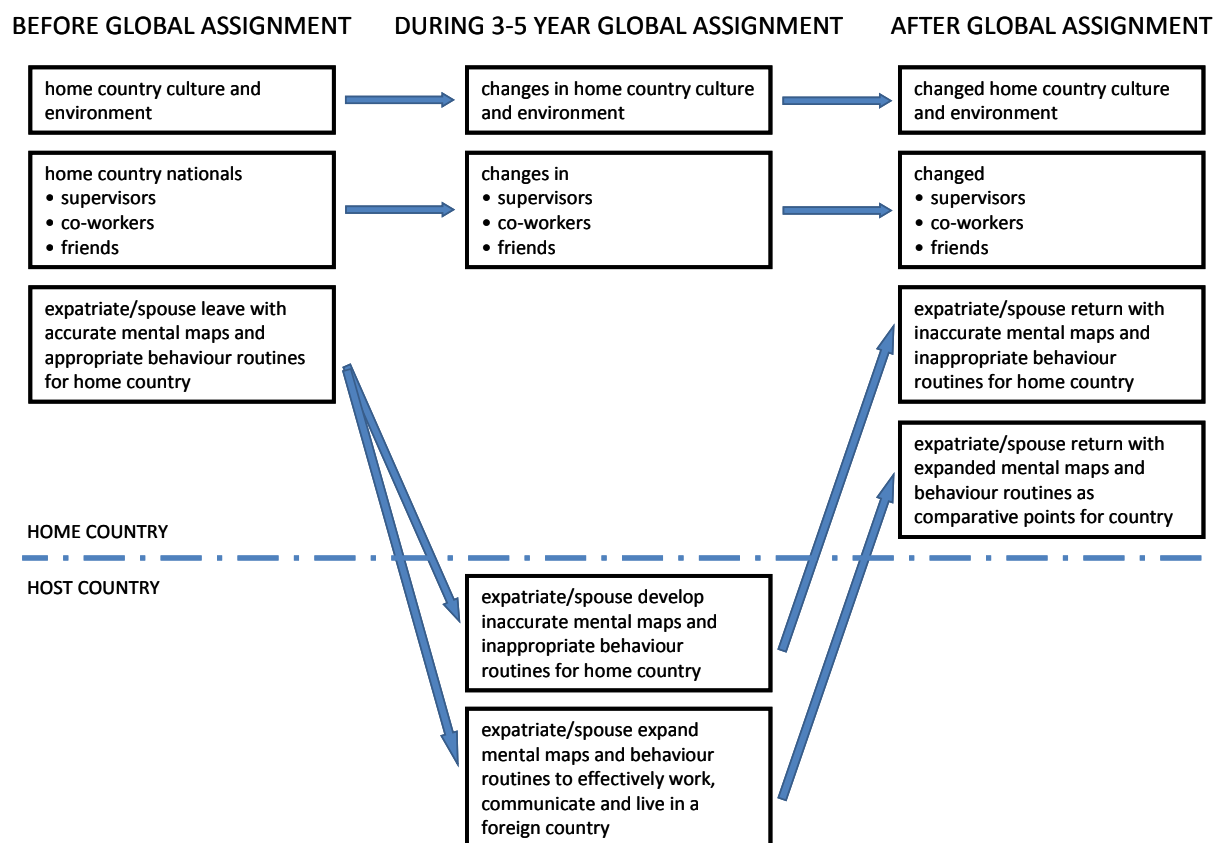 BEFORE GLOBAL ASSIGNMENT
DURING 3-5 YEAR GLOBAL ASSIGNMENT
AFTER GLOBAL ASSIGNMENT
home country culture and
environment
changes in home country culture
and environment
changed home country culture
and environment
home country nationals
• supervisors
• co-workers
• friends
changes in
• supervisors
• co-workers
• friends
changed
• supervisors
• co-workers
• friends
expatriate/spouse leave with
accurate mental maps and
appropriate behaviour routines
for home country
expatriate/spouse return with
inaccurate mental maps and
inappropriate behaviour
routines for home country
expatriate/spouse return with
expanded mental maps and
behaviour routines as
comparative points for country
HOME COUNTRY
HOST COUNTRY
expatriate/spouse develop
inaccurate mental maps and
inappropriate behaviour
routines for home country
expatriate/spouse expand
mental maps and behaviour
routines to effectively work,
communicate and live in a
foreign country